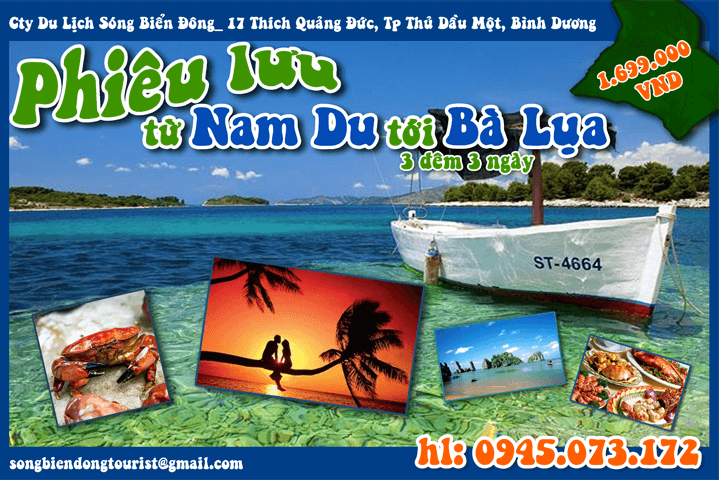 Cty Du Lịch Sóng Biển Đông_ 17 Thích Quảng Đức, Tp Thủ Dầu Một, Bình Dương
1.699.000
VND
Phiêu lưu
từ Nam Du tới Bà Lụa
3 đêm 3 ngày
ST-4664
hl: 0945.073.172
songbiendongtourist@gmail.com